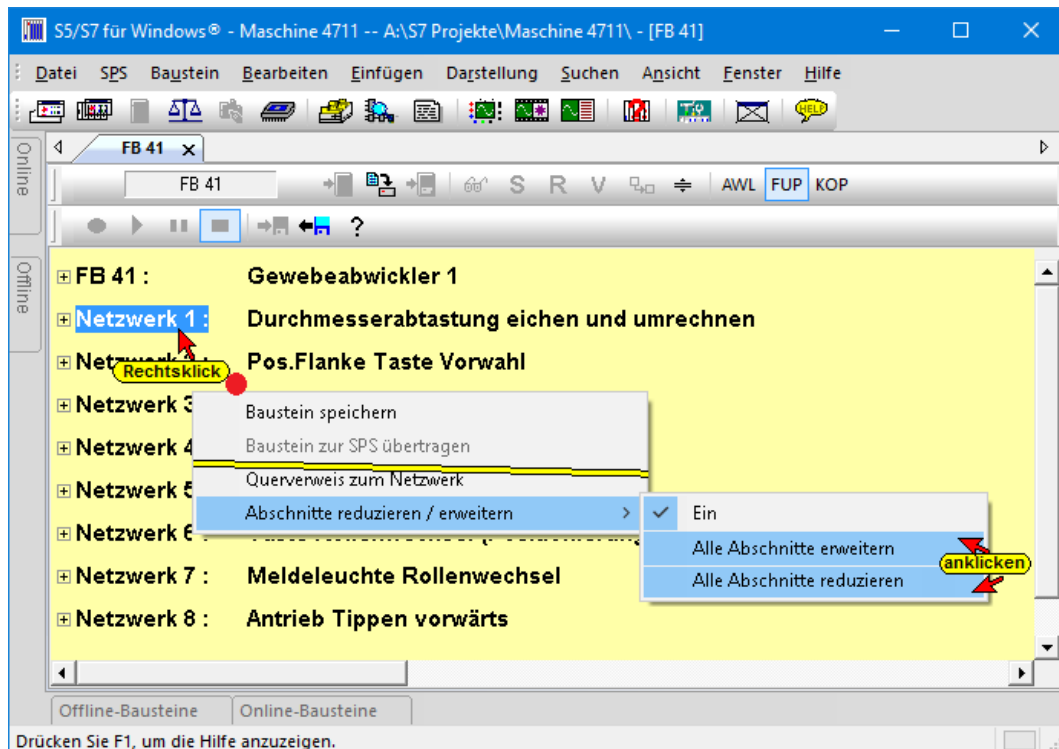 S5/S7 für Windows® - Maschine 4711 -- A:\S7 Projekte\Maschine 4711\ - [FB 41]
Datei SPS Baustein Bearbeiten Einfügen Darstellung Suchen Ansicht Fenster Hilfe
HELP
Online
FB 41
FB 41 S R V AWL FUP KOP
?
Offline
FB 41 : Gewebeabwickler 1
Netzwerk 1 : Durchmesserabtastung eichen und umrechnen
Netzwerk 2 : Pos.Flanke Taste Vorwahl
Rechtsklick
Netzwerk 3
Baustein speichern
Netzwerk 4
Baustein zur SPS übertragen
Querverweis zum Netzwerk
Netzwerk 5
Abschnitte reduzieren / erweitern
Ein
Netzwerk 6
Alle Abschnitte erweitern
anklicken
Alle Abschnitte reduzieren
Netzwerk 7 : Meldeleuchte Rollenwechsel
Netzwerk 8 : Antrieb Tippen vorwärts
Offline-Bausteine Online-Bausteine
Drücken Sie F1, um die Hilfe anzuzeigen.